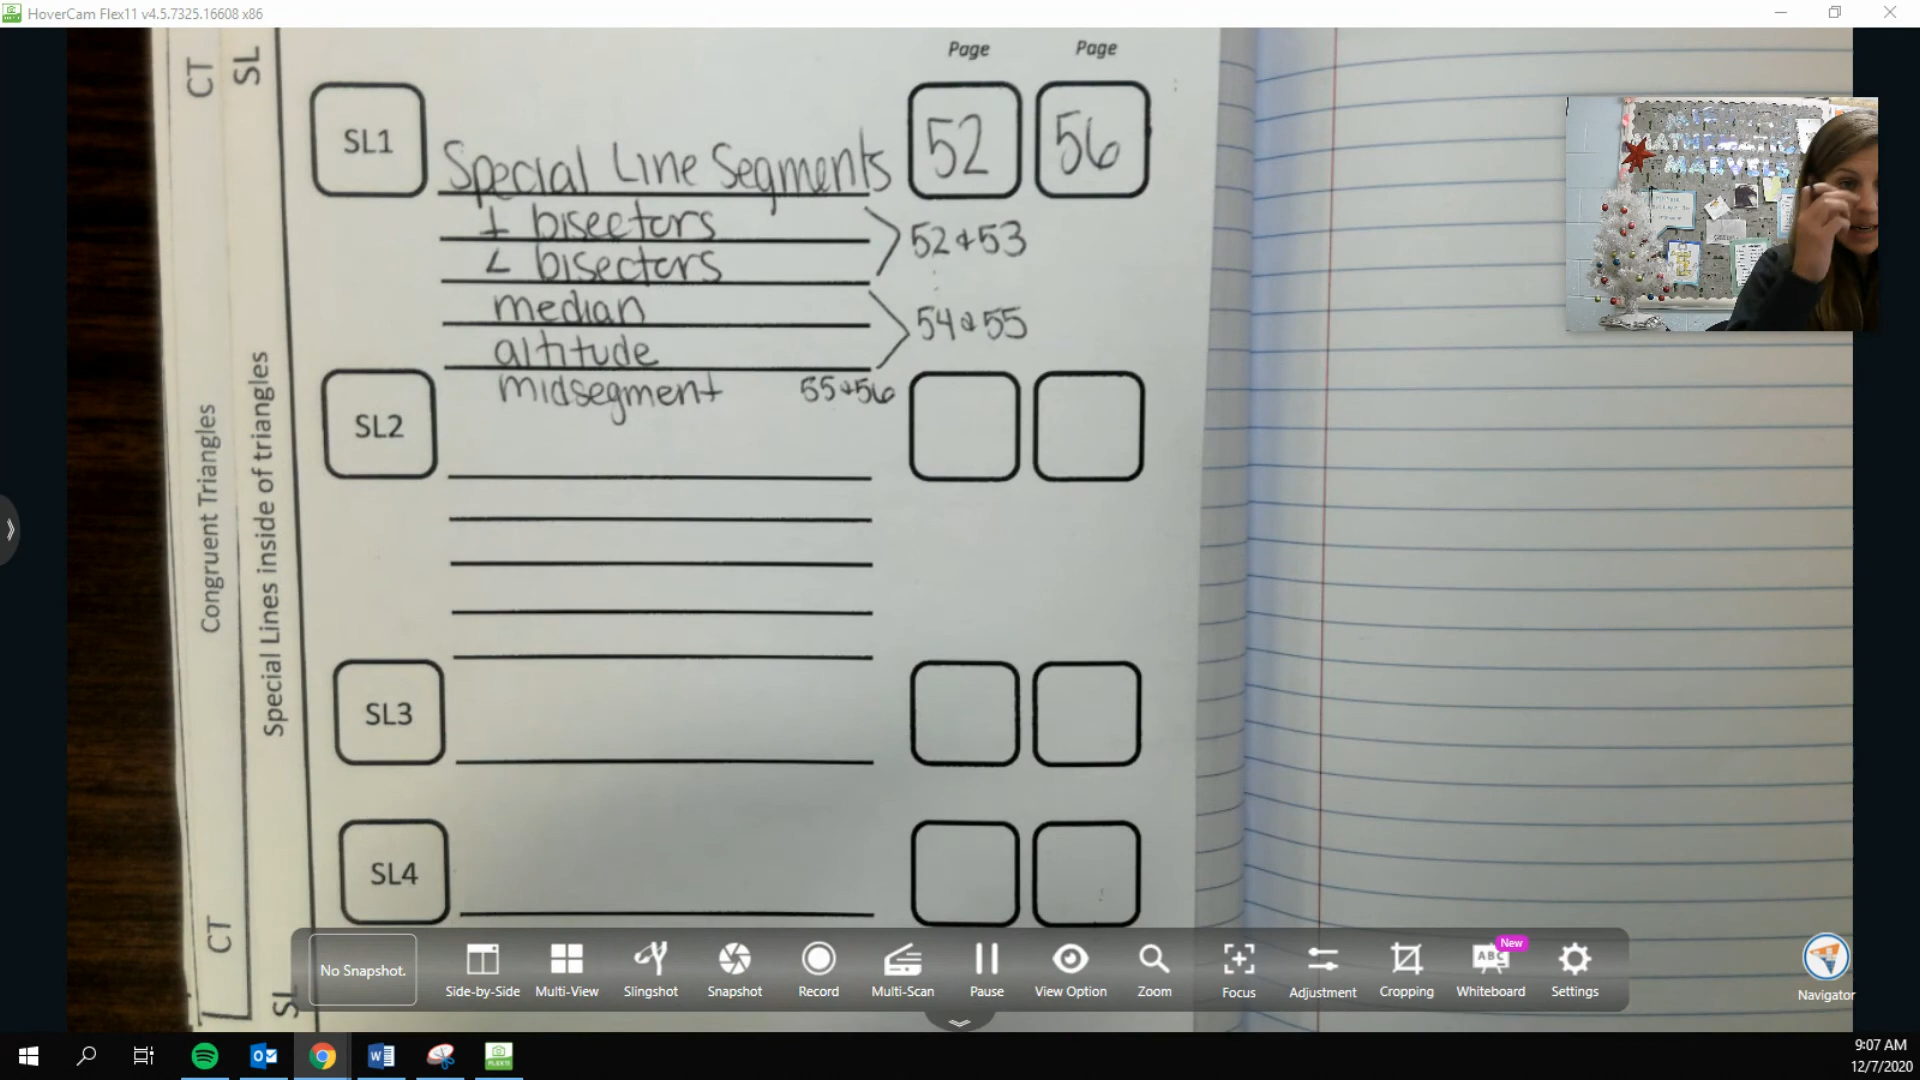 HoverCam Flex11 v4.5.7325.16608 x86
Page Page
CT
SL
SL1 Special Line Segments 52 56
⊥ bisectors
52 & 53
∠ bisectors
median
54 & 55
altitude
midsegment 55 & 56
SL2
Congruent Triangles
Special Lines inside of triangles
SL3
SL4
CT
SL
MATHEMATICAL
MARVELS
No Snapshot.
Side-by-Side
Multi-View
Slingshot
Snapshot
Record
Multi-Scan
Pause
View Option
Zoom
Focus
Adjustment
Cropping
New
ABC
Whiteboard
Settings
Navigator
9:07 AM
12/7/2020